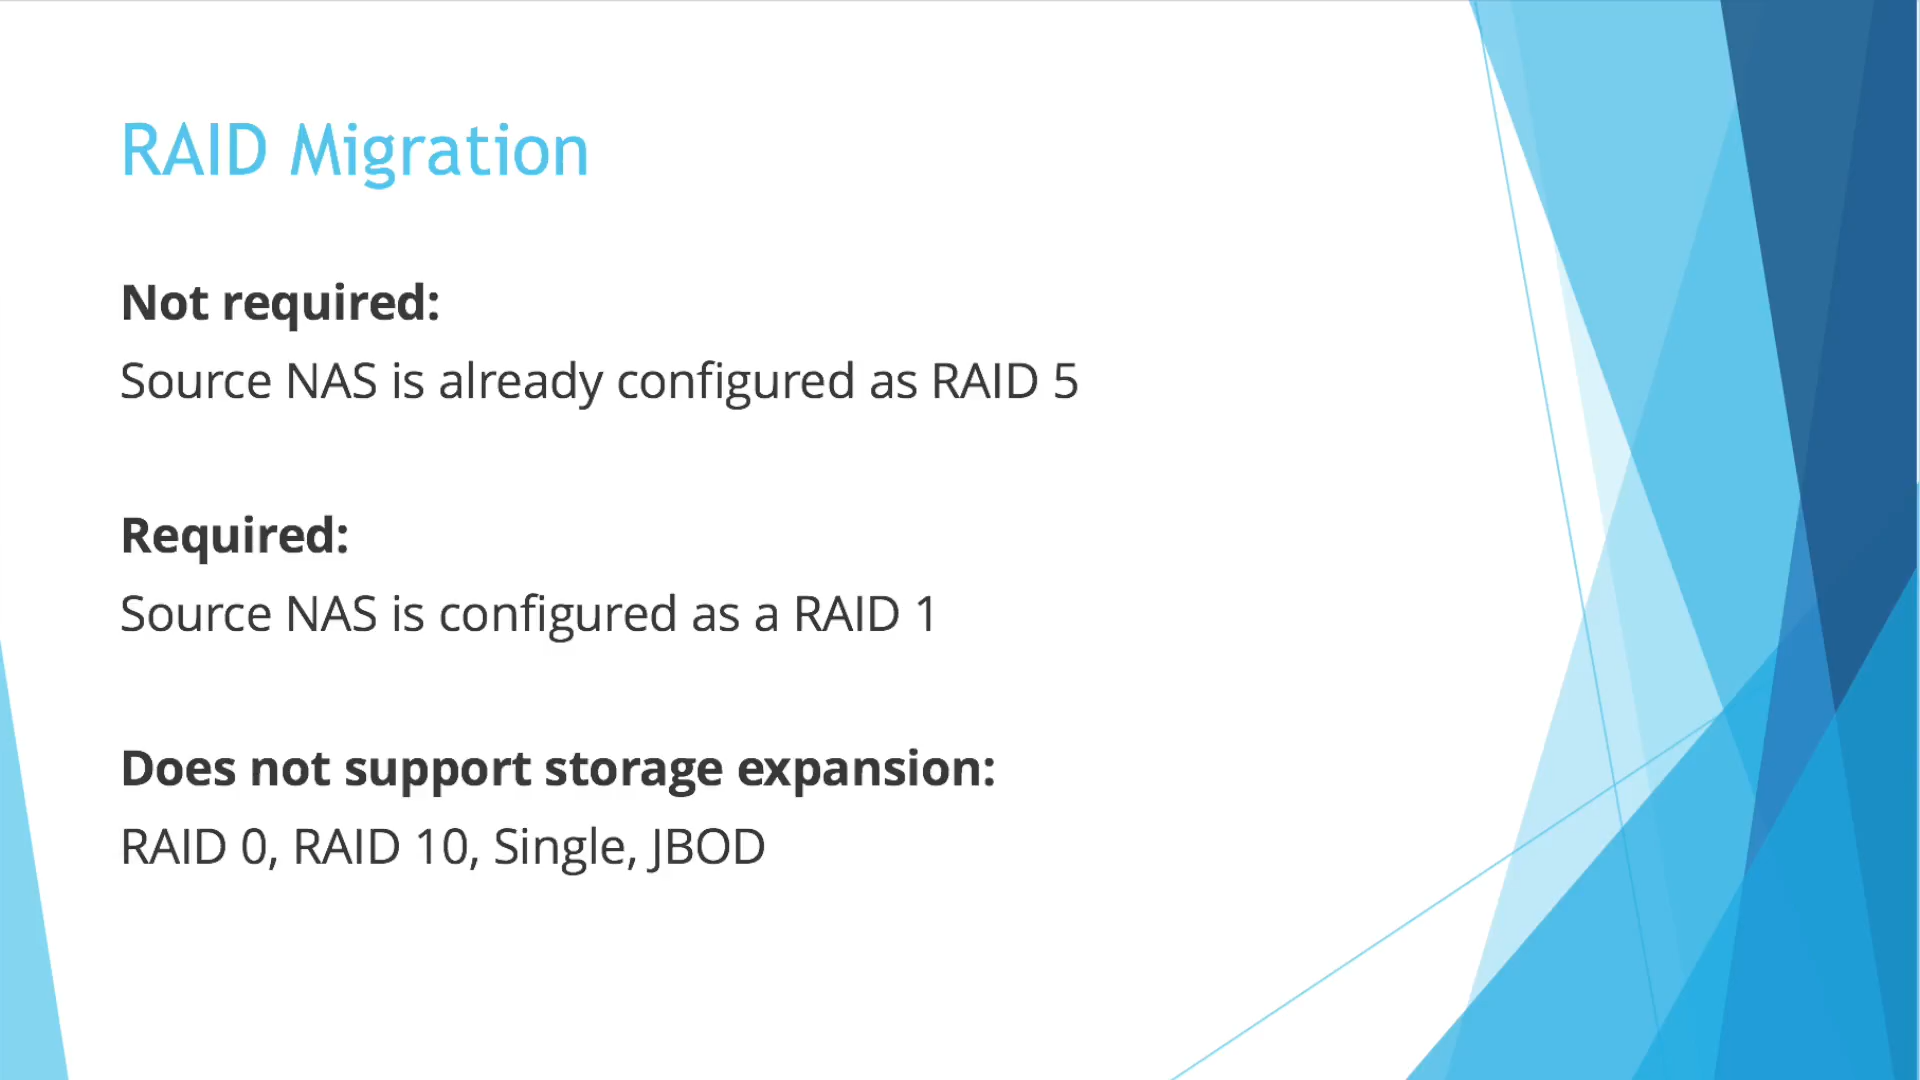 RAID Migration
Not required:
Source NAS is already configured as RAID 5
Required:
Source NAS is configured as a RAID 1
Does not support storage expansion:
RAID 0, RAID 10, Single, JBOD